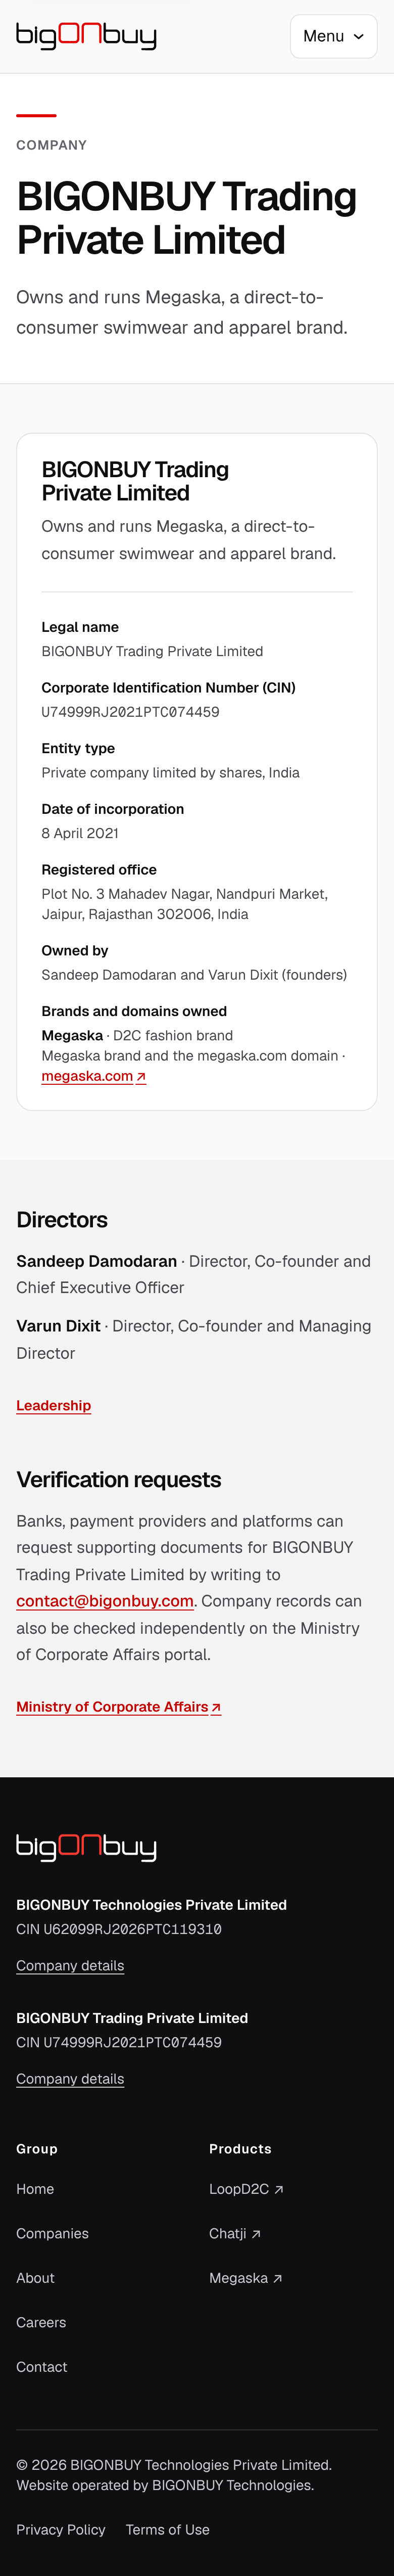 bigONbuy
Menu
COMPANY
BIGONBUY Trading
Private Limited
Owns and runs Megaska, a direct-to-
consumer swimwear and apparel brand.
BIGONBUY Trading
Private Limited
Owns and runs Megaska, a direct-to-
consumer swimwear and apparel brand.
Legal name
BIGONBUY Trading Private Limited
Corporate Identification Number (CIN)
U74999RJ2021PTC074459
Entity type
Private company limited by shares, India
Date of incorporation
8 April 2021
Registered office
Plot No. 3 Mahadev Nagar, Nandpuri Market,
Jaipur, Rajasthan 302006, India
Owned by
Sandeep Damodaran and Varun Dixit (founders)
Brands and domains owned
Megaska · D2C fashion brand
Megaska brand and the megaska.com domain ·
megaska.com ↗
Directors
Sandeep Damodaran · Director, Co-founder and
Chief Executive Officer
Varun Dixit · Director, Co-founder and Managing
Director
Leadership
Verification requests
Banks, payment providers and platforms can
request supporting documents for BIGONBUY
Trading Private Limited by writing to
contact@bigonbuy.com. Company records can
also be checked independently on the Ministry
of Corporate Affairs portal.
Ministry of Corporate Affairs ↗
bigONbuy
BIGONBUY Technologies Private Limited
CIN U62099RJ2026PTC119310
Company details
BIGONBUY Trading Private Limited
CIN U74999RJ2021PTC074459
Company details
Group
Home
Companies
About
Careers
Contact
Products
LoopD2C ↗
Chatji ↗
Megaska ↗
© 2026 BIGONBUY Technologies Private Limited.
Website operated by BIGONBUY Technologies.
Privacy Policy Terms of Use